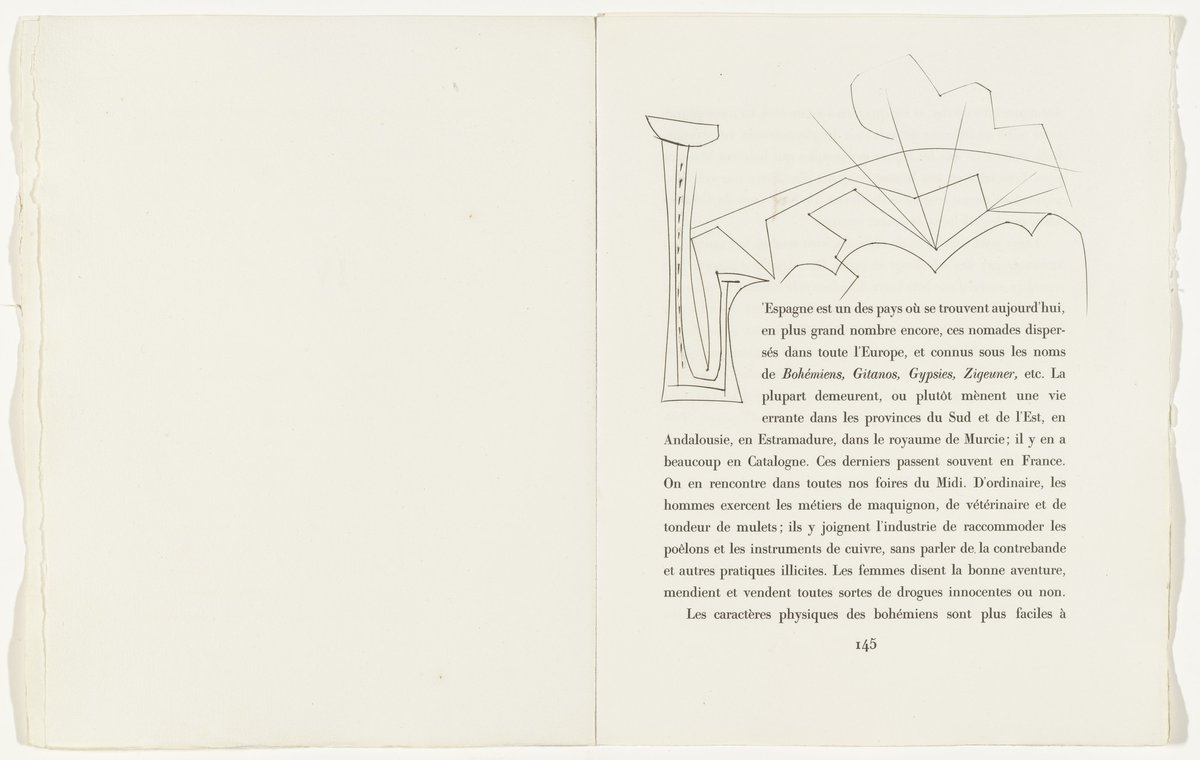 L'Espagne est un des pays où se trouvent aujourd'hui,
en plus grand nombre encore, ces nomades disper-
sés dans toute l'Europe, et connus sous les noms
de Bohémiens, Gitanos, Gypsies, Zigeuner, etc. La
plupart demeurent, ou plutôt mènent une vie
errante dans les provinces du Sud et de l'Est, en
Andalousie, en Estramadure, dans le royaume de Murcie; il y en a
beaucoup en Catalogne. Ces derniers passent souvent en France.
On en rencontre dans toutes nos foires du Midi. D'ordinaire, les
hommes exercent les métiers de maquignon, de vétérinaire et de
tondeur de mulets; ils y joignent l'industrie de raccommoder les
poêlons et les instruments de cuivre, sans parler de la contrebande
et autres pratiques illicites. Les femmes disent la bonne aventure,
mendient et vendent toutes sortes de drogues innocentes ou non.
Les caractères physiques des bohémiens sont plus faciles à
145